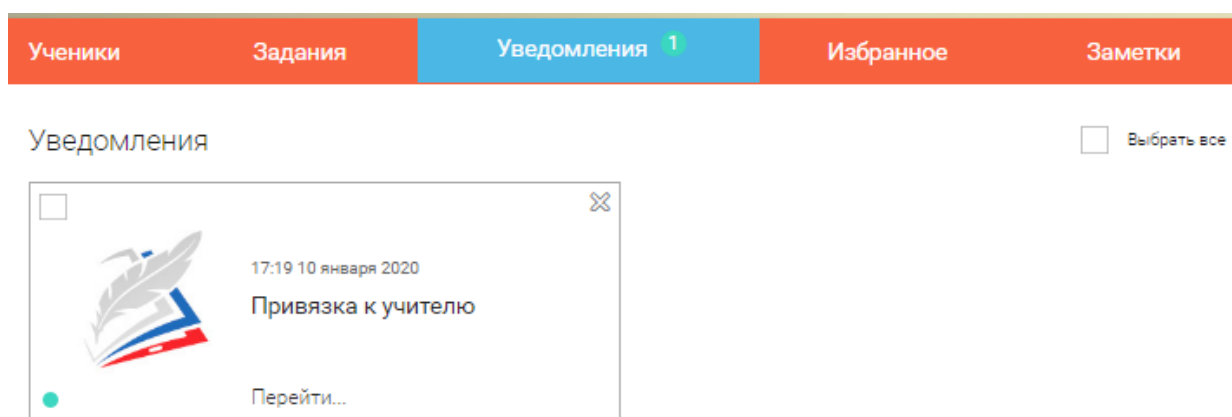 Ученики Задания Уведомления 1 Избранное Заметки
Уведомления Выбрать все
17:19 10 января 2020
Привязка к учителю
Перейти...